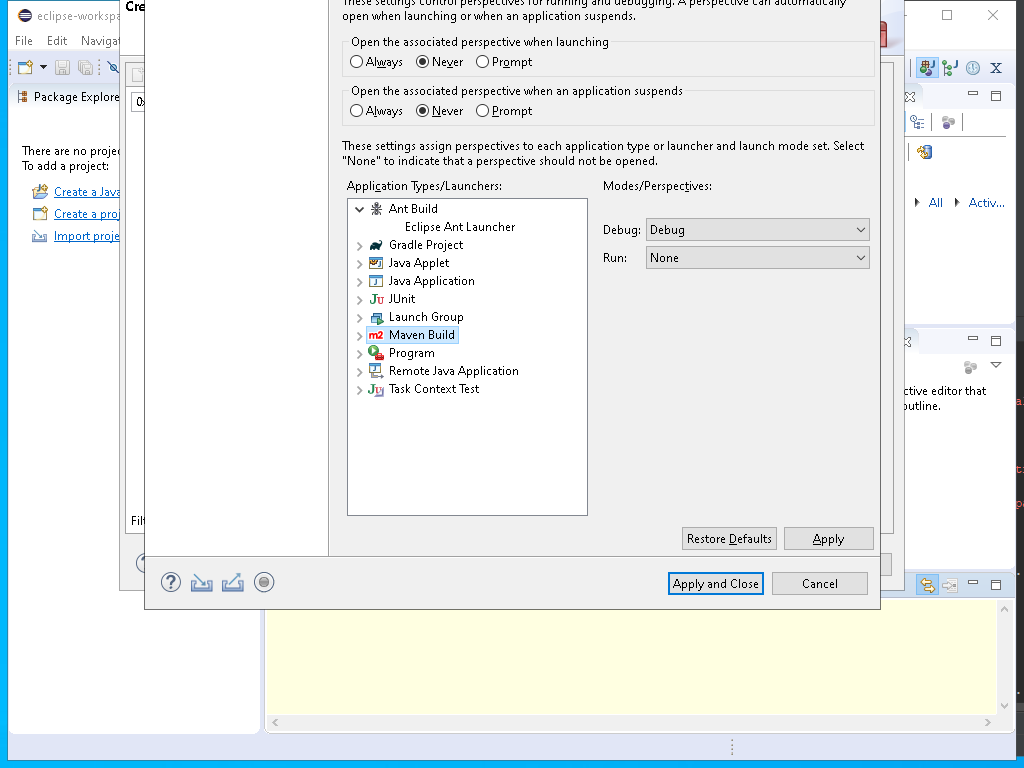 eclipse-workspa
Cre
These settings control perspectives for running and debugging. A perspective can automatically
open when launching or when an application suspends.
File Edit Navigat
Open the associated perspective when launching
Always Never Prompt
Package Explore
Open the associated perspective when an application suspends
Always Never Prompt
These settings assign perspectives to each application type or launcher and launch mode set. Select
"None" to indicate that a perspective should not be opened.
There are no projec
To add a project:
Create a Java
Create a proj
Import proje
Application Types/Launchers:
Modes/Perspectives:
Ant Build
Eclipse Ant Launcher
Gradle Project
Java Applet
Java Application
JUnit
Launch Group
Maven Build
Program
Remote Java Application
Task Context Test
Debug: Debug
Run: None
All Activ...
ctive editor that
outline.
Filt
Restore Defaults Apply
Apply and Close Cancel